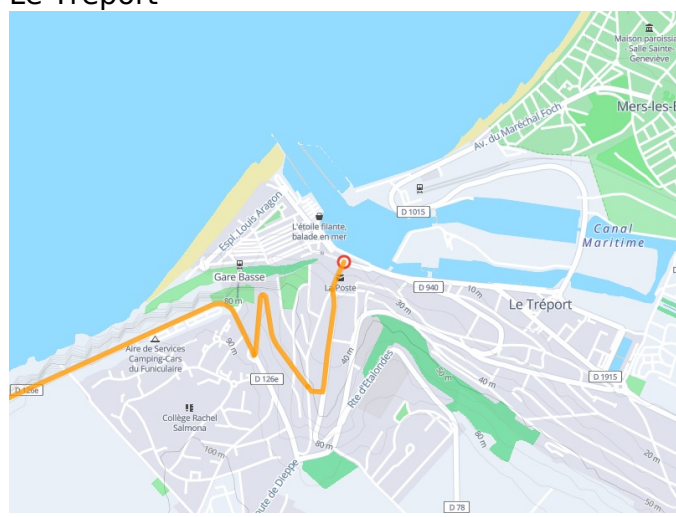 Le Tréport
Maison paroissia
Salle Sainte-
Geneviève
Mers-les-B
Av. du Maréchal Foch
D 1015
Espl. Louis Aragon
L'étoile filante,
balade en mer
Canal
Maritime
Gare Basse
La Poste
D 940
10 m
Le Tréport
80 m
30 m
Aire de Services
Camping-Cars
du Funiculaire
90 m
40 m
D 126e
D 126e
Rte d'Etalondes
50 m
40 m
D 1915
Collège Rachel
Salmona
100 m
80 m
80 m
20 m
Route de Dieppe
D 78
50 m